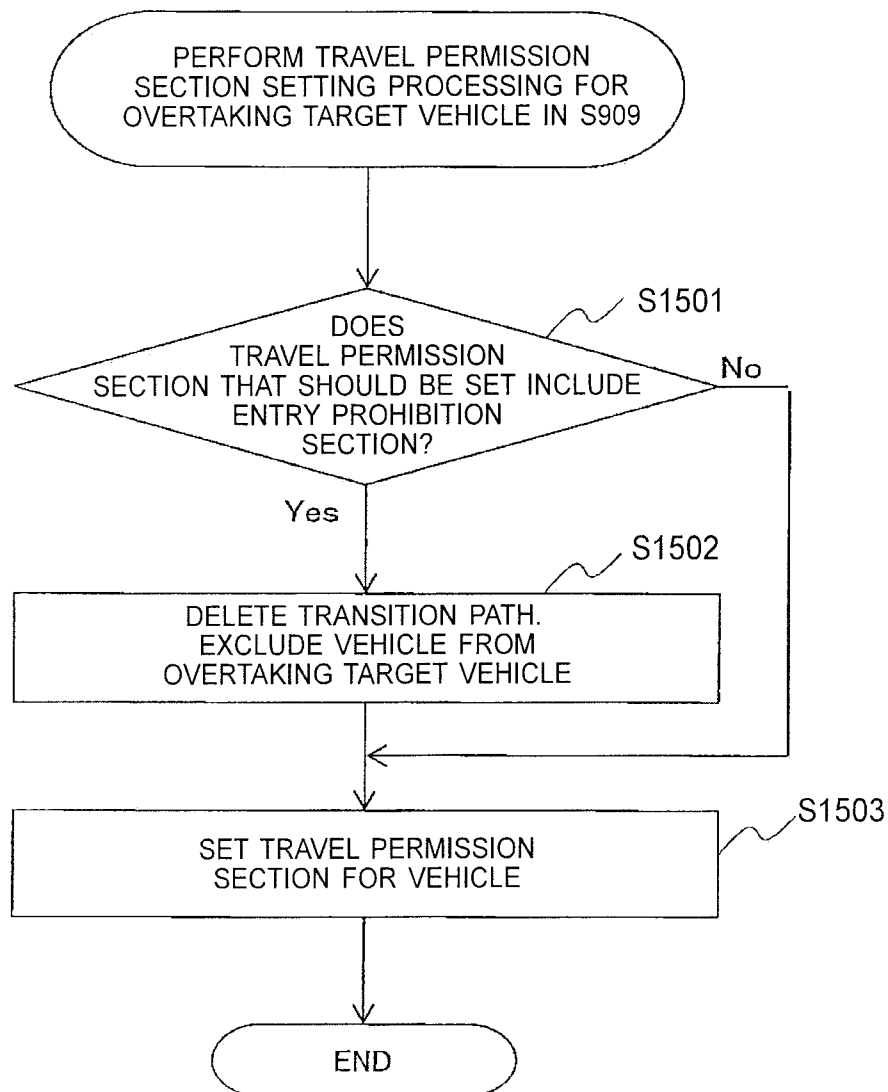 PERFORM TRAVEL PERMISSION
SECTION SETTING PROCESSING FOR
OVERTAKING TARGET VEHICLE IN S909
S1501
DOES
TRAVEL PERMISSION
SECTION THAT SHOULD BE SET INCLUDE
ENTRY PROHIBITION
SECTION?
No
Yes
S1502
DELETE TRANSITION PATH.
EXCLUDE VEHICLE FROM
OVERTAKING TARGET VEHICLE
S1503
SET TRAVEL PERMISSION
SECTION FOR VEHICLE
END